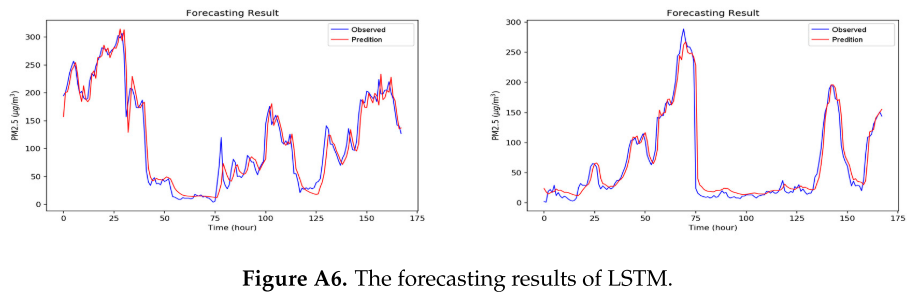 Forecasting Result
Observed
Predition
PM2.5 (μg/m³)
300
250
200
150
100
50
0
0 25 50 75 100 125 150 175
Time (hour)
Forecasting Result
Observed
Predition
PM2.5 (μg/m³)
300
250
200
150
100
50
0
0 25 50 75 100 125 150 175
Time (hour)
Figure A6. The forecasting results of LSTM.